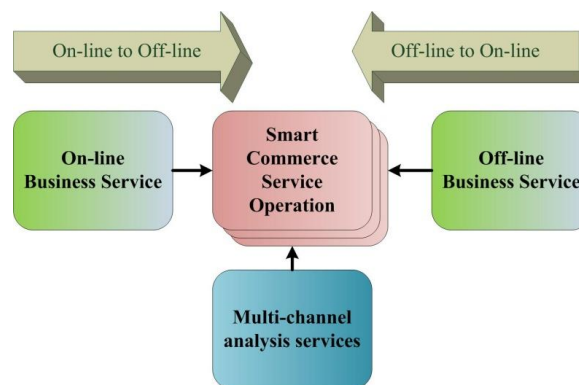 On-line to Off-line
Off-line to On-line
On-line
Business Service
Smart
Commerce
Service
Operation
Off-line
Business Service
Multi-channel
analysis services